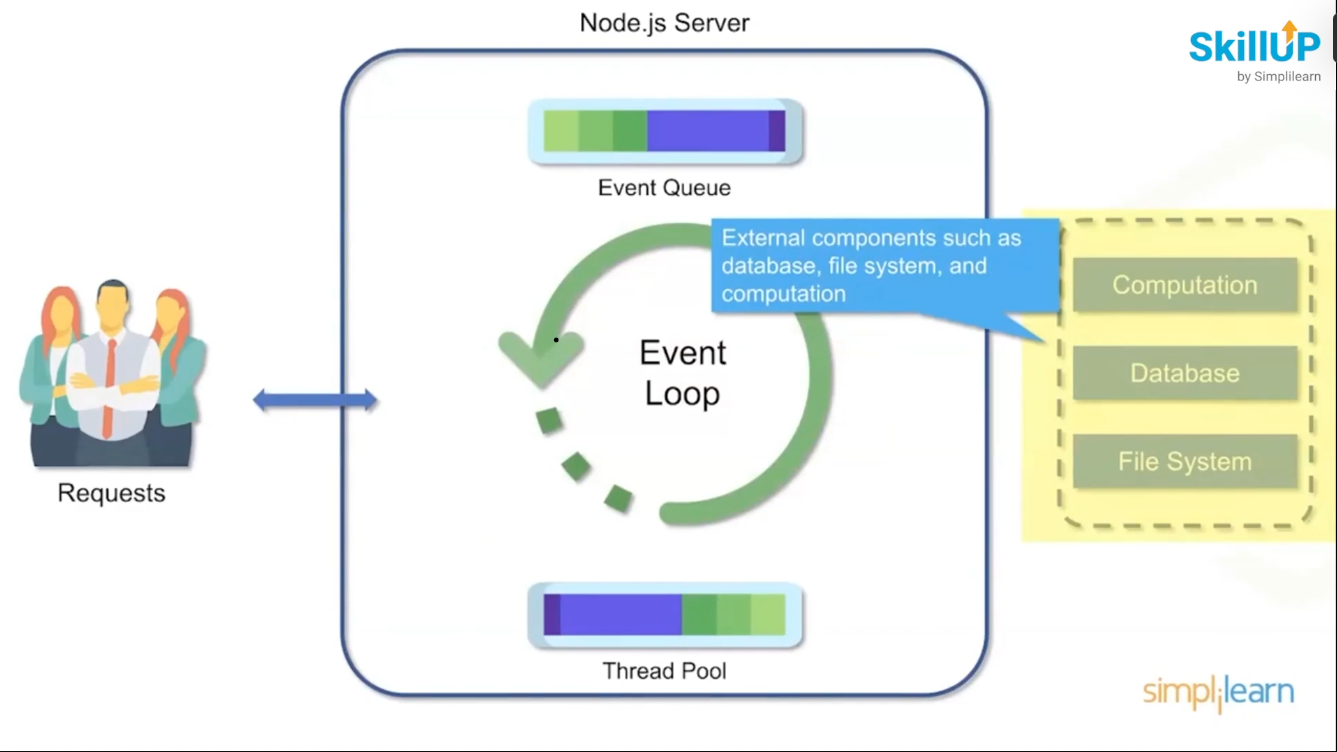 Node.js Server
SkillUP
by Simplilearn
Event Queue
External components such as
database, file system, and
computation
Computation
Event
Loop
Database
File System
Requests
Thread Pool
simplilearn